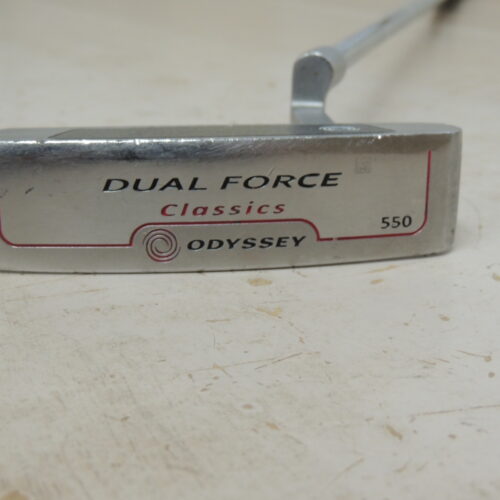 DUAL FORCE
Classics
550
ODYSSEY